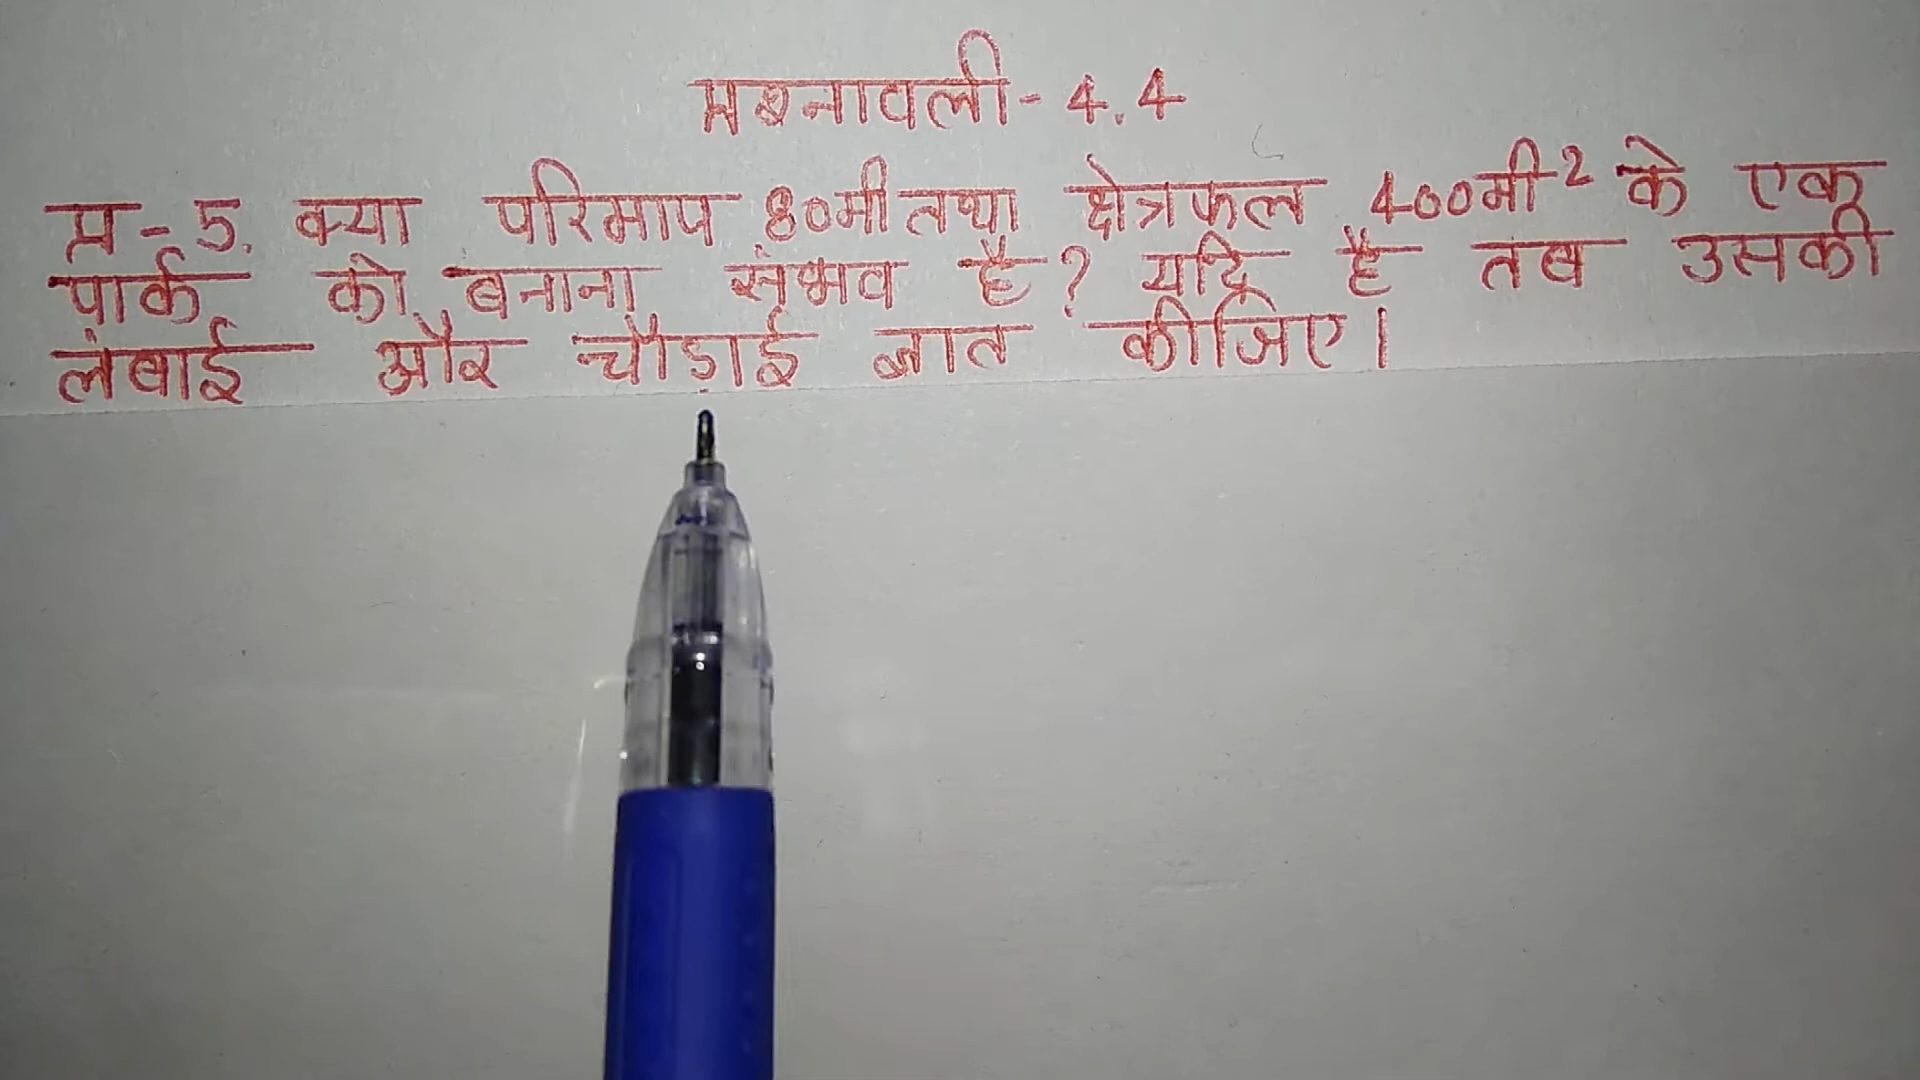 प्रश्नावली - 4.4
प्र - 5. क्या परिमाप 80मी तथा क्षेत्रफल 400मी² के एक
पार्क को बनाना संभव है? यदि है तब उसकी
लंबाई और चौड़ाई ज्ञात कीजिए।